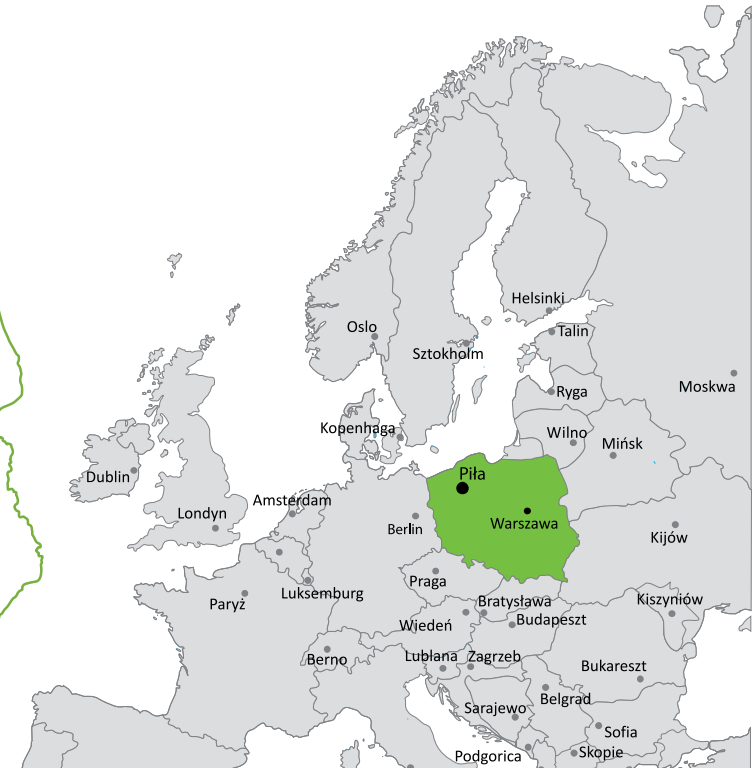 Helsinki
Oslo
Talin
Sztokholm
Moskwa
Ryga
Kopenhaga
Wilno
Mińsk
Piła
Dublin
Amsterdam
Londyn
Warszawa
Berlin
Kijów
Praga
Luksemburg
Paryż
Bratysława
Kiszyniów
Budapeszt
Wiedeń
Lublana
Zagrzeb
Berno
Bukareszt
Belgrad
Sarajewo
Sofia
Skopie
Podgorica